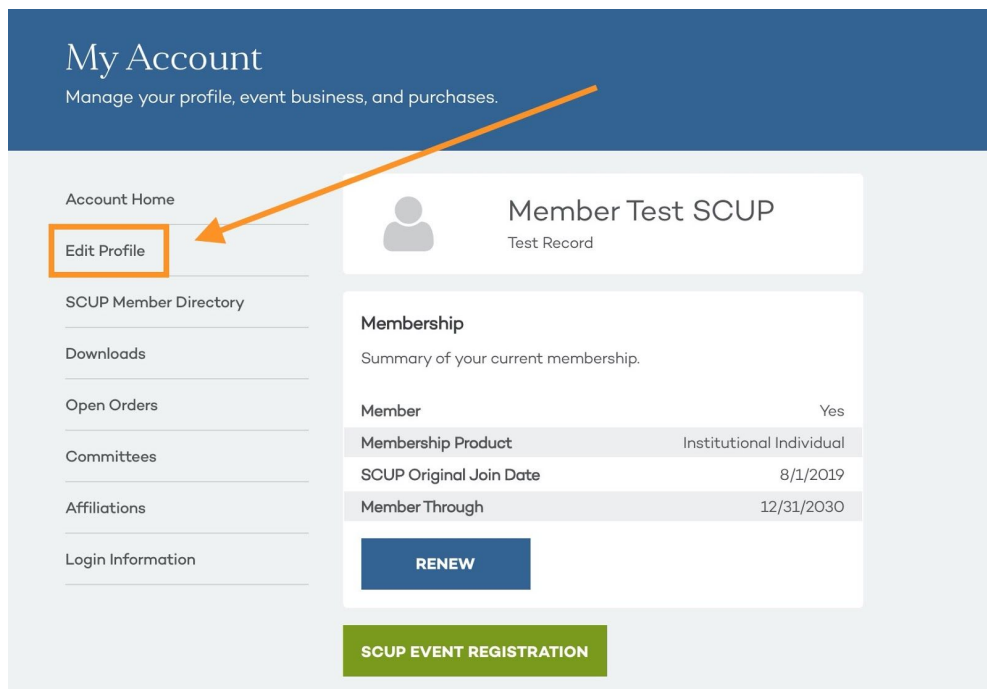 My Account
Manage your profile, event business, and purchases.
Account Home
Edit Profile
SCUP Member Directory
Downloads
Open Orders
Committees
Affiliations
Login Information
Member Test SCUP
Test Record
Membership
Summary of your current membership.
Member Yes
Membership Product Institutional Individual
SCUP Original Join Date 8/1/2019
Member Through 12/31/2030
RENEW
SCUP EVENT REGISTRATION